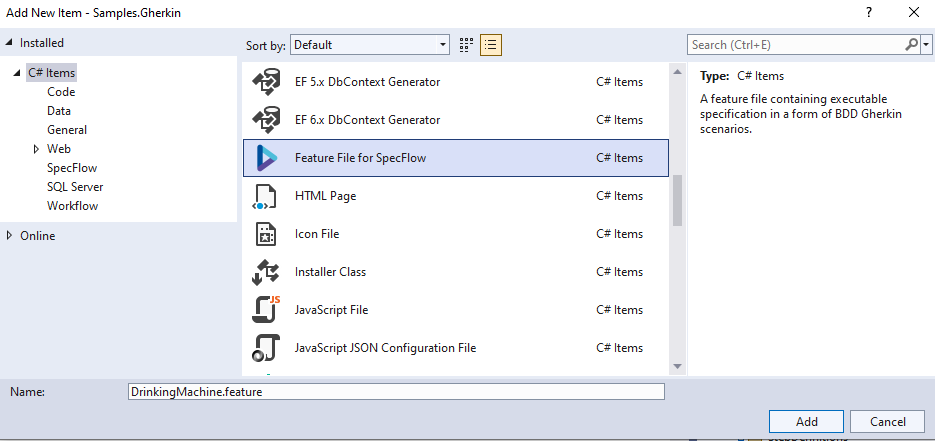 Add New Item - Samples.Gherkin
?
Installed
Sort by: Default
Search (Ctrl+E)
C# Items
Code
Data
General
Web
SpecFlow
SQL Server
Workflow
Online
EF 5.x DbContext Generator C# Items
EF 6.x DbContext Generator C# Items
Feature File for SpecFlow C# Items
HTML Page C# Items
Icon File C# Items
Installer Class C# Items
JS
JavaScript File C# Items
JavaScript JSON Configuration File C# Items
Type: C# Items
A feature file containing executable
specification in a form of BDD Gherkin
scenarios.
Name: DrinkingMachine.feature
Add Cancel